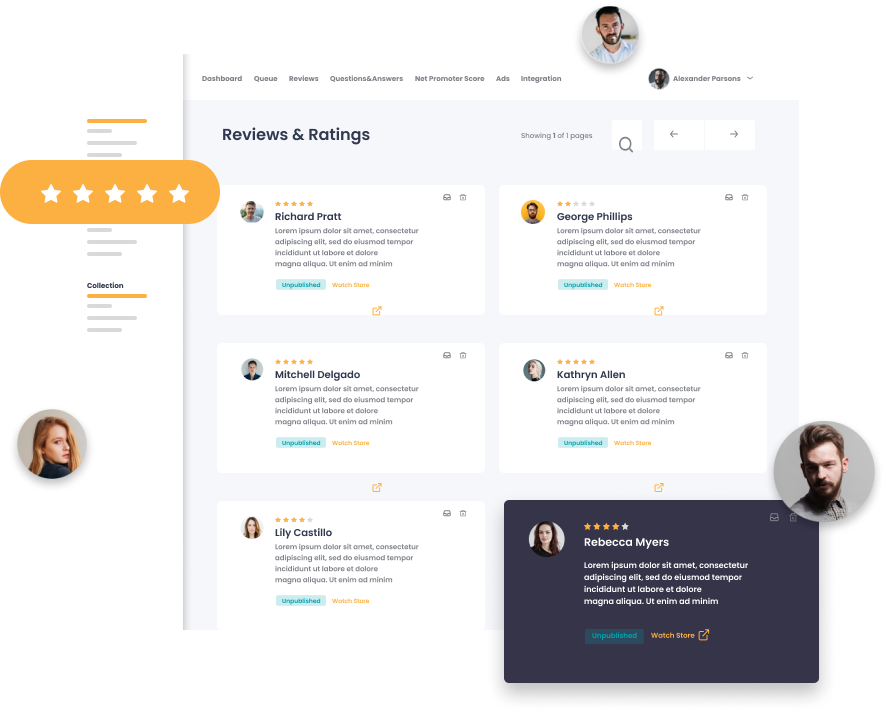 Dashboard Queue Reviews Questions&Answers Net Promoter Score Ads Integration Alexander Parsons
Reviews & Ratings
Showing 1 of 1 pages
Collection
Richard Pratt
Lorem ipsum dolor sit amet, consectetur
adipiscing elit, sed do eiusmod tempor
incididunt ut labore et dolore
magna aliqua. Ut enim ad minim
Unpublished Watch Store
George Phillips
Lorem ipsum dolor sit amet, consectetur
adipiscing elit, sed do eiusmod tempor
incididunt ut labore et dolore
magna aliqua. Ut enim ad minim
Unpublished Watch Store
Mitchell Delgado
Lorem ipsum dolor sit amet, consectetur
adipiscing elit, sed do eiusmod tempor
incididunt ut labore et dolore
magna aliqua. Ut enim ad minim
Unpublished Watch Store
Kathryn Allen
Lorem ipsum dolor sit amet, consectetur
adipiscing elit, sed do eiusmod tempor
incididunt ut labore et dolore
magna aliqua. Ut enim ad minim
Unpublished Watch Store
Lily Castillo
Lorem ipsum dolor sit amet, consectetur
adipiscing elit, sed do eiusmod tempor
incididunt ut labore et dolore
magna aliqua. Ut enim ad minim
Unpublished Watch Store
Rebecca Myers
Lorem ipsum dolor sit amet, consectetur
adipiscing elit, sed do eiusmod tempor
incididunt ut labore et dolore
magna aliqua. Ut enim ad minim
Unpublished Watch Store